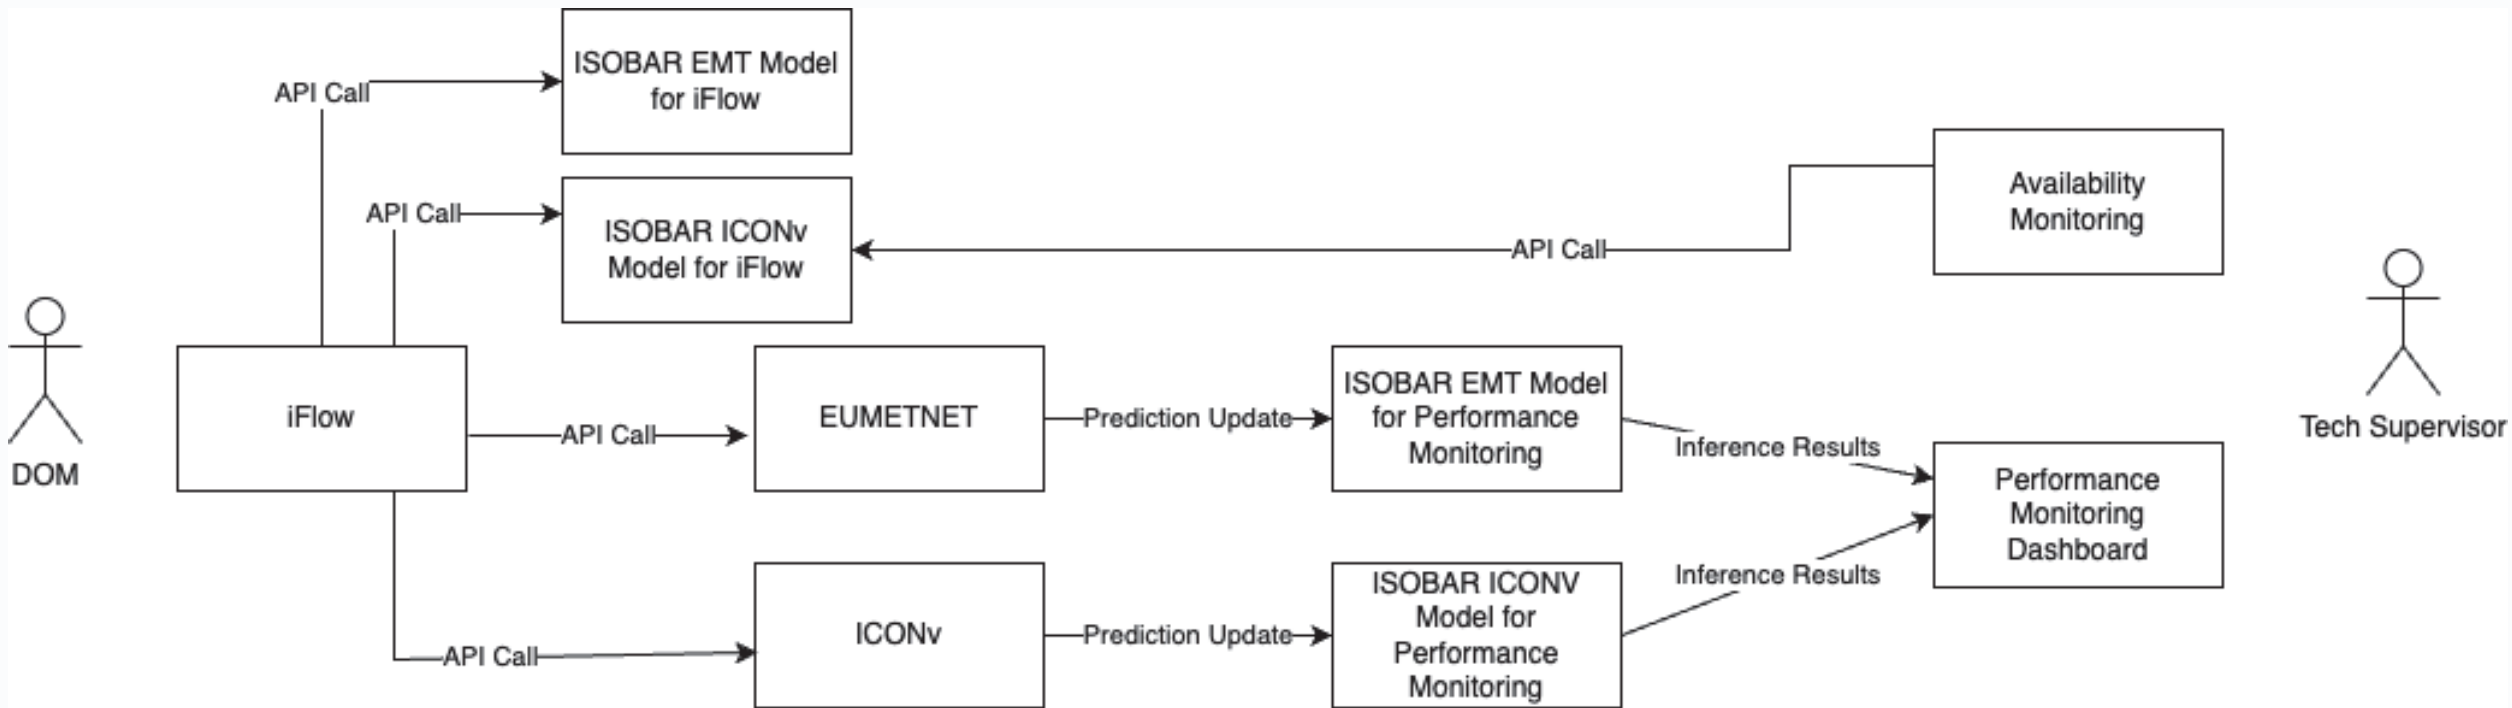 ISOBAR EMT Model
for iFlow
API Call
API Call
ISOBAR ICONv
Model for iFlow
API Call
Availability
Monitoring
DOM
iFlow
API Call
EUMETNET
Prediction Update
ISOBAR EMT Model
for Performance
Monitoring
Inference Results
Tech Supervisor
Performance
Monitoring
Dashboard
API Call
ICONv
Prediction Update
ISOBAR ICONV
Model for
Performance
Monitoring
Inference Results